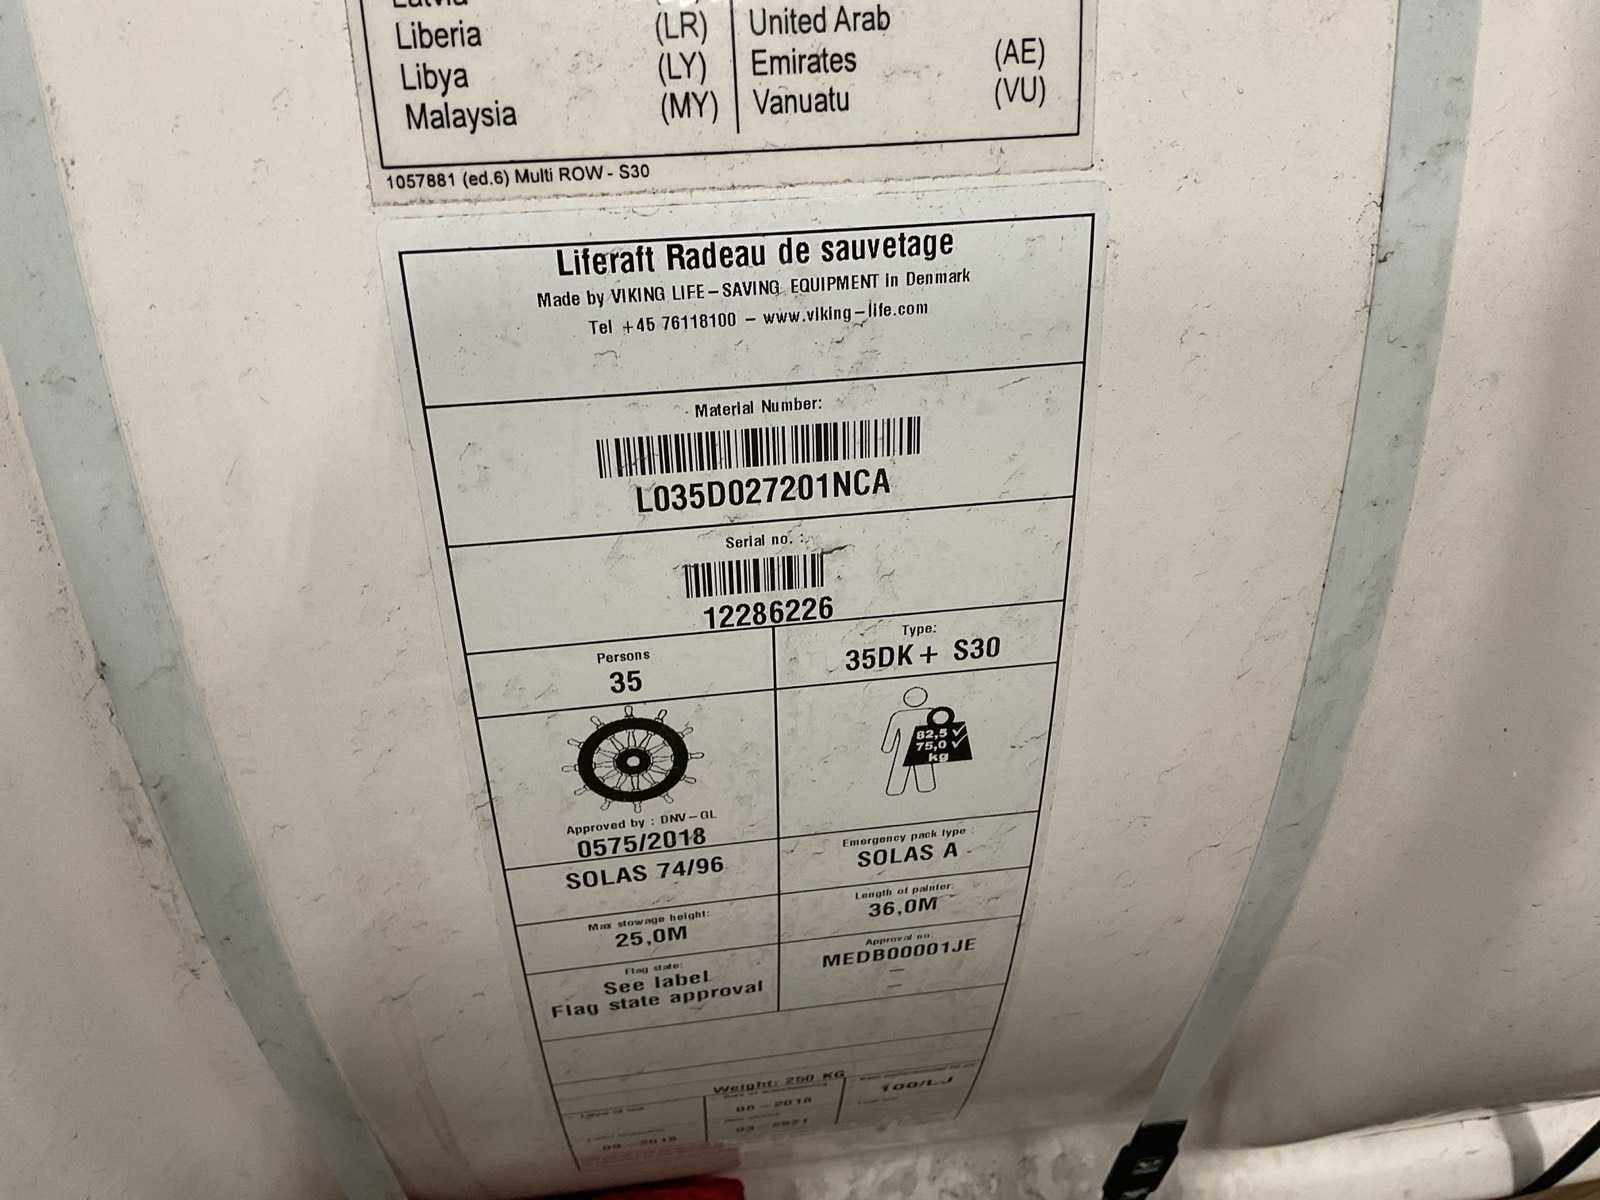 Liberia (LR)
Libya (LY)
Malaysia (MY)
United Arab
Emirates (AE)
Vanuatu (VU)
1057881 (ed.6) Multi ROW - S30
Liferaft Radeau de sauvetage
Made by VIKING LIFE-SAVING EQUIPMENT in Denmark
Tel +45 76118100 - www.viking-life.com
Material Number:
L035D027201NCA
Serial no. :
12286226
Persons
35
Type:
35DK+ S30
82,5
75,0
kg
Approved by : DNV-GL
0575/2018
SOLAS 74/96
Emergency pack type :
SOLAS A
Max stowage height:
25,0M
Length of painter:
36,0M
Flag state:
See label
Flag state approval
Approval no.
MEDB00001JE
-
-
Weight: 250 KG
100/LJ